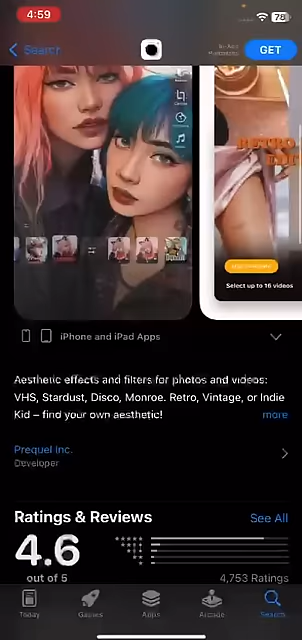 4:59
78
Search
GET
Select up to 16 videos
iPhone and iPad Apps
Aesthetic effects and filters for photos and videos:
VHS, Stardust, Disco, Monroe. Retro, Vintage, or Indie
Kid – find your own aesthetic!
more
Prequel Inc.
Developer
Ratings & Reviews
See All
4.6
out of 5
4,753 Ratings
Today
Games
Apps
Arcade
Search